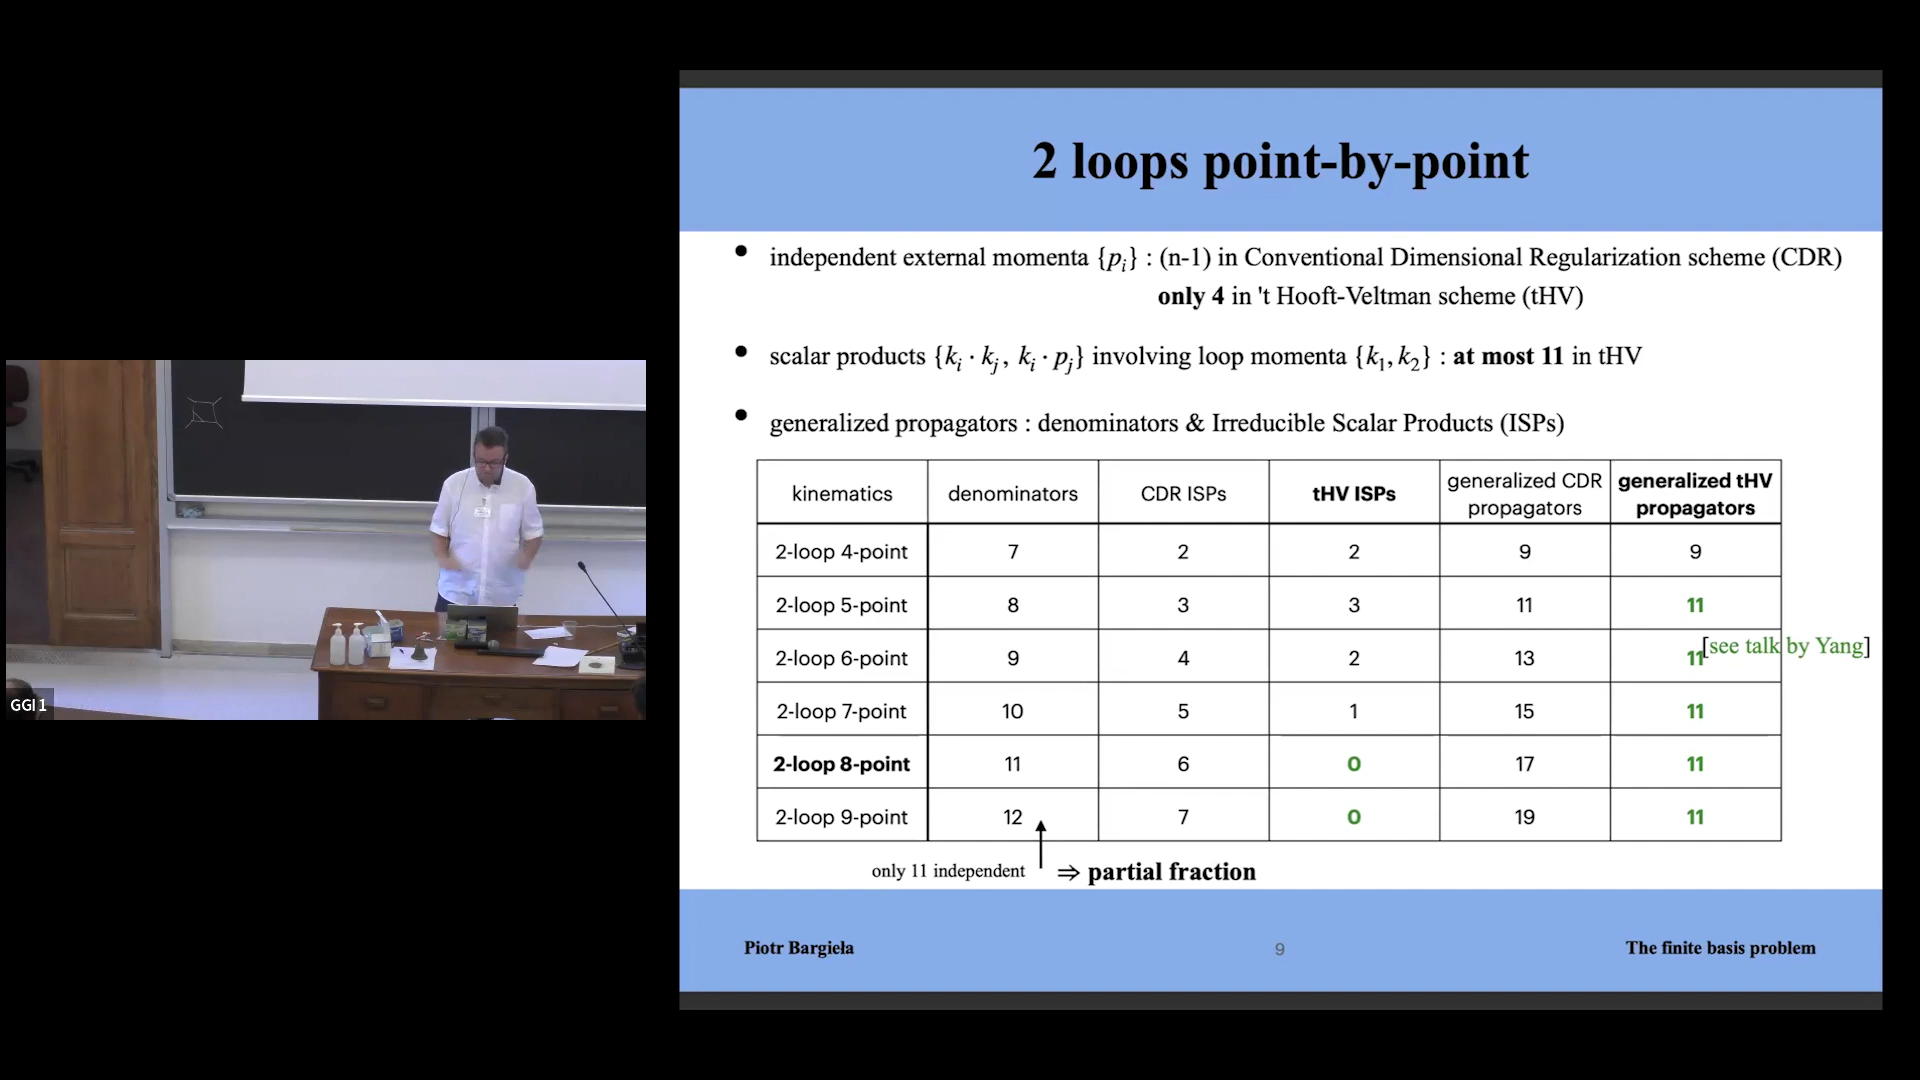 2 loops point-by-point
• independent external momenta {p_i} : (n-1) in Conventional Dimensional Regularization scheme (CDR)
only 4 in 't Hooft-Veltman scheme (tHV)
• scalar products {k_i · k_j, k_i · p_j} involving loop momenta {k_1, k_2} : at most 11 in tHV
• generalized propagators : denominators & Irreducible Scalar Products (ISPs)
kinematics denominators CDR ISPs tHV ISPs generalized CDR propagators generalized tHV propagators
2-loop 4-point 7 2 2 9 9
2-loop 5-point 8 3 3 11 11
2-loop 6-point 9 4 2 13 11 [see talk by Yang]
2-loop 7-point 10 5 1 15 11
2-loop 8-point 11 6 0 17 11
2-loop 9-point 12 7 0 19 11
only 11 independent ⇒ partial fraction
Piotr Bargieła 9 The finite basis problem
GGI 1